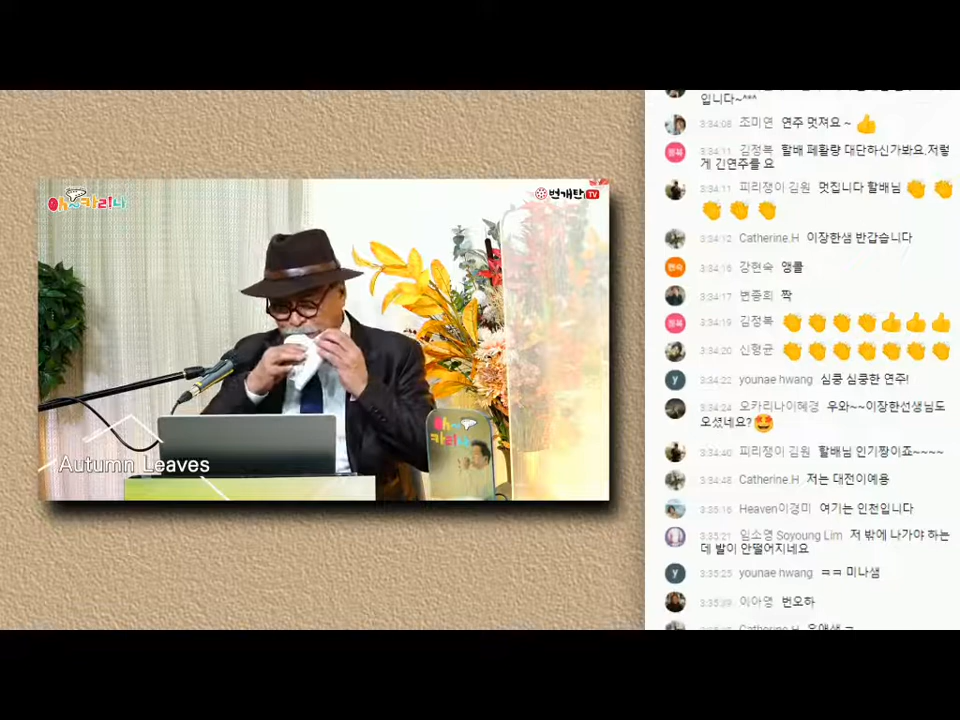 Oh~카리나
번개탄TV
Autumn Leaves
Oh~
카리나
입니다~^^*
3:34:08 조미연 연주 멋져요 ~
정복
3:34:11 김정복 할배 폐활량 대단하신가봐요.저렇
게 긴연주를 요
3:34:11 피리쟁이 김원 멋집니다 할배님
3:34:12 Catherine.H 이장한샘 반갑습니다
현숙
3:34:16 강현숙 앵콜
3:34:17 변중희 짝
정복
3:34:19 김정복
3:34:20 신형균
y
3:34:22 younae hwang 심쿵 심쿵한 연주!
3:34:24 오카리나이혜경 우와~~이장한선생님도
오셨네요?
3:34:40 피리쟁이 김원 할배님 인기짱이죠~~~~
3:34:48 Catherine.H 저는 대전이예용
3:35:16 Heaven이경미 여기는 인천입니다
3:35:21 임소영 Soyoung Lim 저 밖에 나가야 하는
데 발이 안떨어지네요
y
3:35:25 younae hwang ㅋㅋ 미나샘
3:35:39 이아영 번오하
Catherine.H